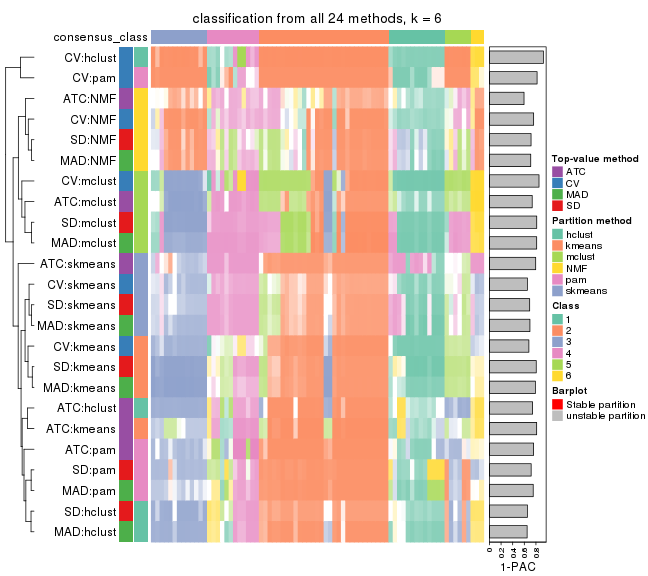 classification from all 24 methods, k = 6
consensus_class
CV:hclust
CV:pam
ATC:NMF
CV:NMF
SD:NMF
MAD:NMF
CV:mclust
ATC:mclust
SD:mclust
MAD:mclust
ATC:skmeans
CV:skmeans
SD:skmeans
MAD:skmeans
CV:kmeans
SD:kmeans
MAD:kmeans
ATC:hclust
ATC:kmeans
ATC:pam
SD:pam
MAD:pam
SD:hclust
MAD:hclust
0 0.2 0.4 0.6 0.8
1-PAC
Top-value method
ATC
CV
MAD
SD
Partition method
hclust
kmeans
mclust
NMF
pam
skmeans
Class
1
2
3
4
5
6
Barplot
Stable partition
unstable partition